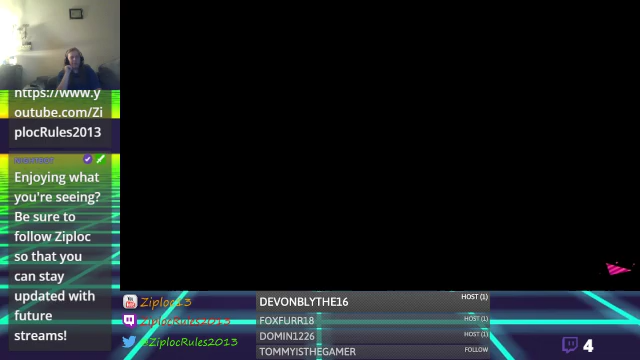 https://www.y
outube.com/Zi
plocRules2013
Enjoying what
you're seeing?
Be sure to
follow Ziploc
so that you
can stay
updated with
future
streams!
Ziploc13
ZiplocRules2013
@ZiplocRules2013
DEVONBLYTHE16 HOST (1)
FOXFURR18 HOST (1)
DOMIN1226 HOST (1)
TOMMYISTHEGAMER FOLLOW
4